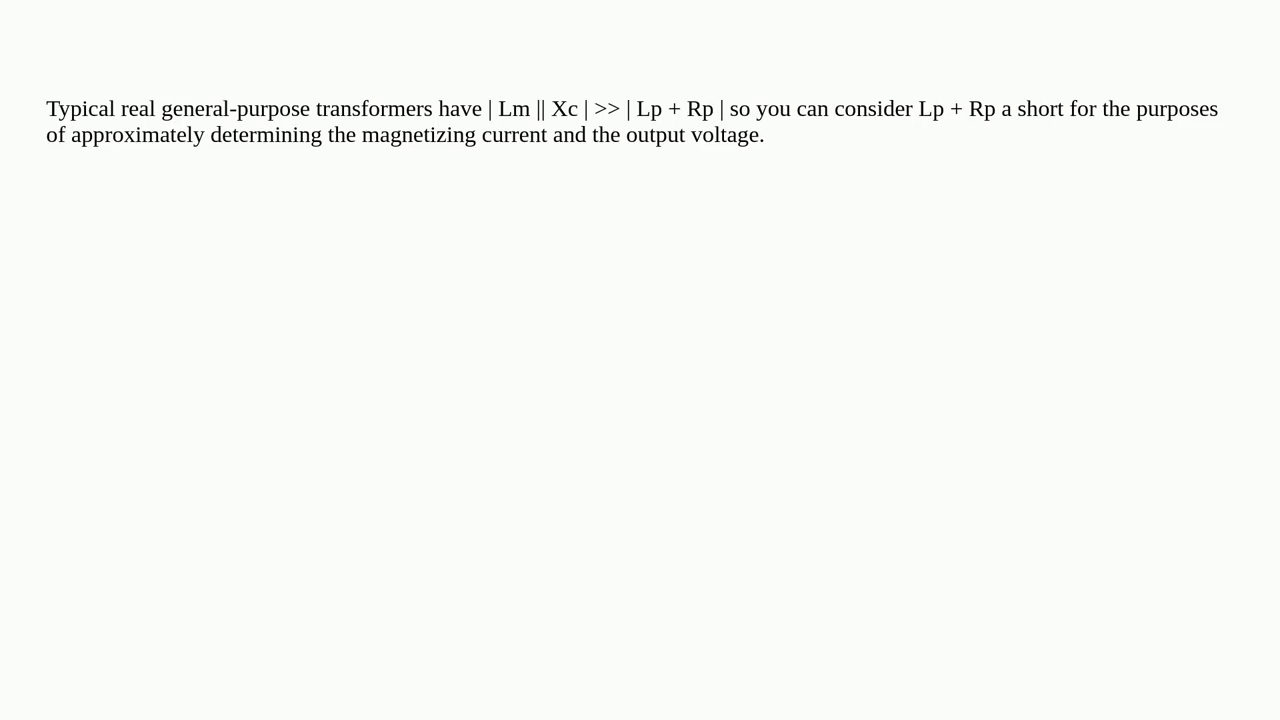 Typical real general-purpose transformers have | Lm || Xc | >> | Lp + Rp | so you can consider Lp + Rp a short for the purposes
of approximately determining the magnetizing current and the output voltage.